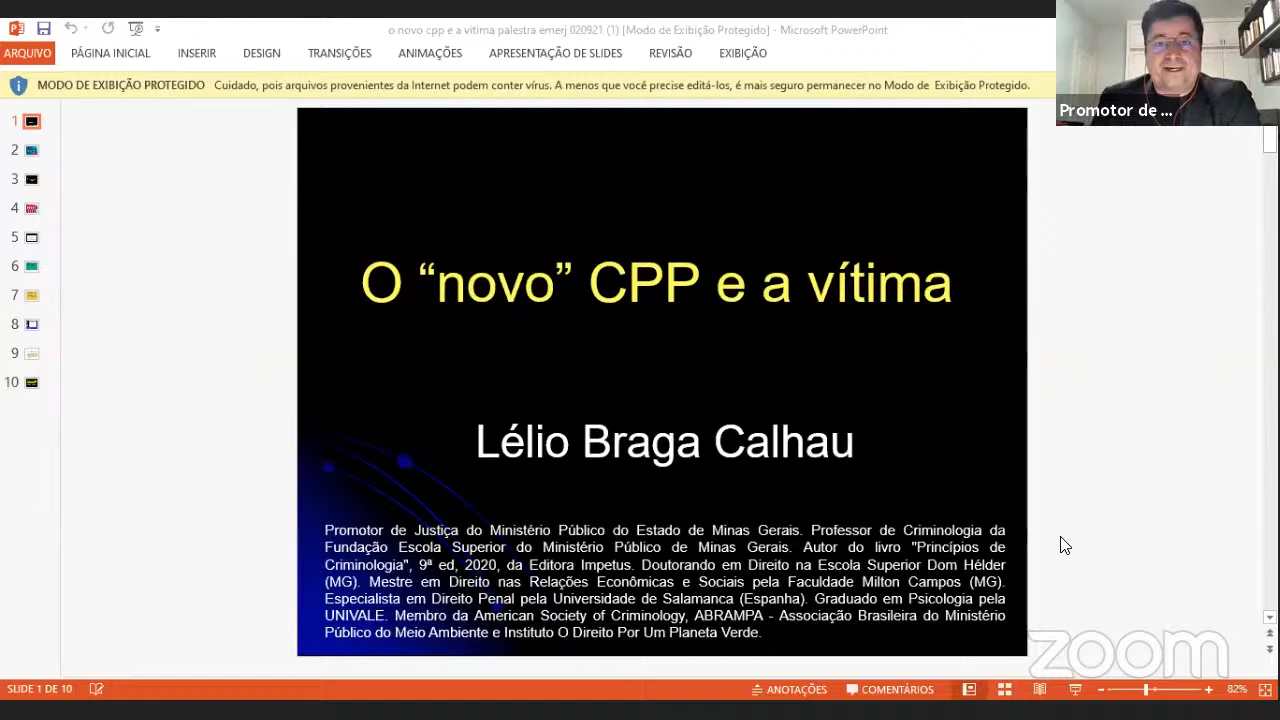 o novo cpp e a vitima palestra emerj 020921 (1) [Modo de Exibição Protegido] - Microsoft PowerPoint
ARQUIVO PÁGINA INICIAL INSERIR DESIGN TRANSIÇÕES ANIMAÇÕES APRESENTAÇÃO DE SLIDES REVISÃO EXIBIÇÃO
MODO DE EXIBIÇÃO PROTEGIDO Cuidado, pois arquivos provenientes da Internet podem conter vírus. A menos que você precise editá-los, é mais seguro permanecer no Modo de Exibição Protegido.
Promotor de ...
1
2
3
4
5
6
7
8
9
10
O “novo” CPP e a vítima
Lélio Braga Calhau
Promotor de Justiça do Ministério Público do Estado de Minas Gerais. Professor de Criminologia da
Fundação Escola Superior do Ministério Público de Minas Gerais. Autor do livro "Princípios de
Criminologia", 9ª ed, 2020, da Editora Impetus. Doutorando em Direito na Escola Superior Dom Hélder
(MG). Mestre em Direito nas Relações Econômicas e Sociais pela Faculdade Milton Campos (MG).
Especialista em Direito Penal pela Universidade de Salamanca (Espanha). Graduado em Psicologia pela
UNIVALE. Membro da American Society of Criminology, ABRAMPA - Associação Brasileira do Ministério
Público do Meio Ambiente e Instituto O Direito Por Um Planeta Verde.
zoom
SLIDE 1 DE 10 ANOTAÇÕES COMENTÁRIOS 82%